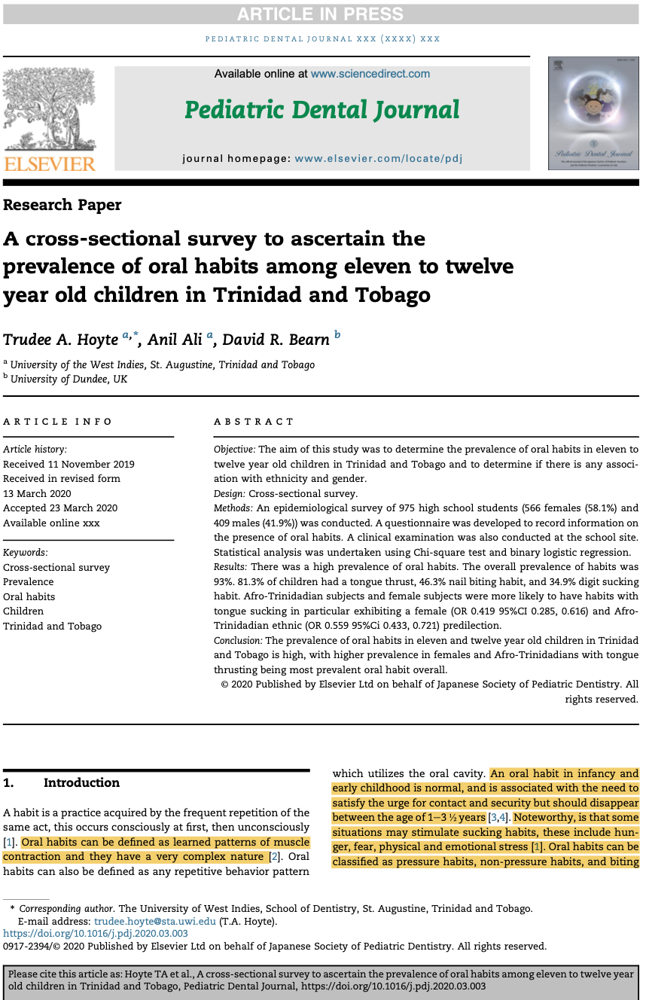 ARTICLE IN PRESS
PEDIATRIC DENTAL JOURNAL XXX (XXXX) XXX
Available online at www.sciencedirect.com
Pediatric Dental Journal
journal homepage: www.elsevier.com/locate/pdj
ELSEVIER
Pediatric Dental Journal
Research Paper
A cross-sectional survey to ascertain the
prevalence of oral habits among eleven to twelve
year old children in Trinidad and Tobago
Trudee A. Hoyte a,*, Anil Ali a, David R. Bearn b
a University of the West Indies, St. Augustine, Trinidad and Tobago
b University of Dundee, UK
ARTICLE INFO
Article history:
Received 11 November 2019
Received in revised form
13 March 2020
Accepted 23 March 2020
Available online xxx
Keywords:
Cross-sectional survey
Prevalence
Oral habits
Children
Trinidad and Tobago
ABSTRACT
Objective: The aim of this study was to determine the prevalence of oral habits in eleven to
twelve year old children in Trinidad and Tobago and to determine if there is any associ-
ation with ethnicity and gender.
Design: Cross-sectional survey.
Methods: An epidemiological survey of 975 high school students (566 females (58.1%) and
409 males (41.9%)) was conducted. A questionnaire was developed to record information on
the presence of oral habits. A clinical examination was also conducted at the school site.
Statistical analysis was undertaken using Chi-square test and binary logistic regression.
Results: There was a high prevalence of oral habits. The overall prevalence of habits was
93%. 81.3% of children had a tongue thrust, 46.3% nail biting habit, and 34.9% digit sucking
habit. Afro-Trinidadian subjects and female subjects were more likely to have habits with
tongue sucking in particular exhibiting a female (OR 0.419 95%CI 0.285, 0.616) and Afro-
Trinidadian ethnic (OR 0.559 95%Ci 0.433, 0.721) predilection.
Conclusion: The prevalence of oral habits in eleven and twelve year old children in Trinidad
and Tobago is high, with higher prevalence in females and Afro-Trinidadians with tongue
thrusting being most prevalent oral habit overall.
© 2020 Published by Elsevier Ltd on behalf of Japanese Society of Pediatric Dentistry. All
rights reserved.
1. Introduction
A habit is a practice acquired by the frequent repetition of the
same act, this occurs consciously at first, then unconsciously
[1]. Oral habits can be defined as learned patterns of muscle
contraction and they have a very complex nature [2]. Oral
habits can also be defined as any repetitive behavior pattern
which utilizes the oral cavity. An oral habit in infancy and
early childhood is normal, and is associated with the need to
satisfy the urge for contact and security but should disappear
between the age of 1–3 ½ years [3,4]. Noteworthy, is that some
situations may stimulate sucking habits, these include hun-
ger, fear, physical and emotional stress [1]. Oral habits can be
classified as pressure habits, non-pressure habits, and biting
* Corresponding author. The University of West Indies, School of Dentistry, St. Augustine, Trinidad and Tobago.
E-mail address: trudee.hoyte@sta.uwi.edu (T.A. Hoyte).
https://doi.org/10.1016/j.pdj.2020.03.003
0917-2394/© 2020 Published by Elsevier Ltd on behalf of Japanese Society of Pediatric Dentistry. All rights reserved.
Please cite this article as: Hoyte TA et al., A cross-sectional survey to ascertain the prevalence of oral habits among eleven to twelve year
old children in Trinidad and Tobago, Pediatric Dental Journal, https://doi.org/10.1016/j.pdj.2020.03.003